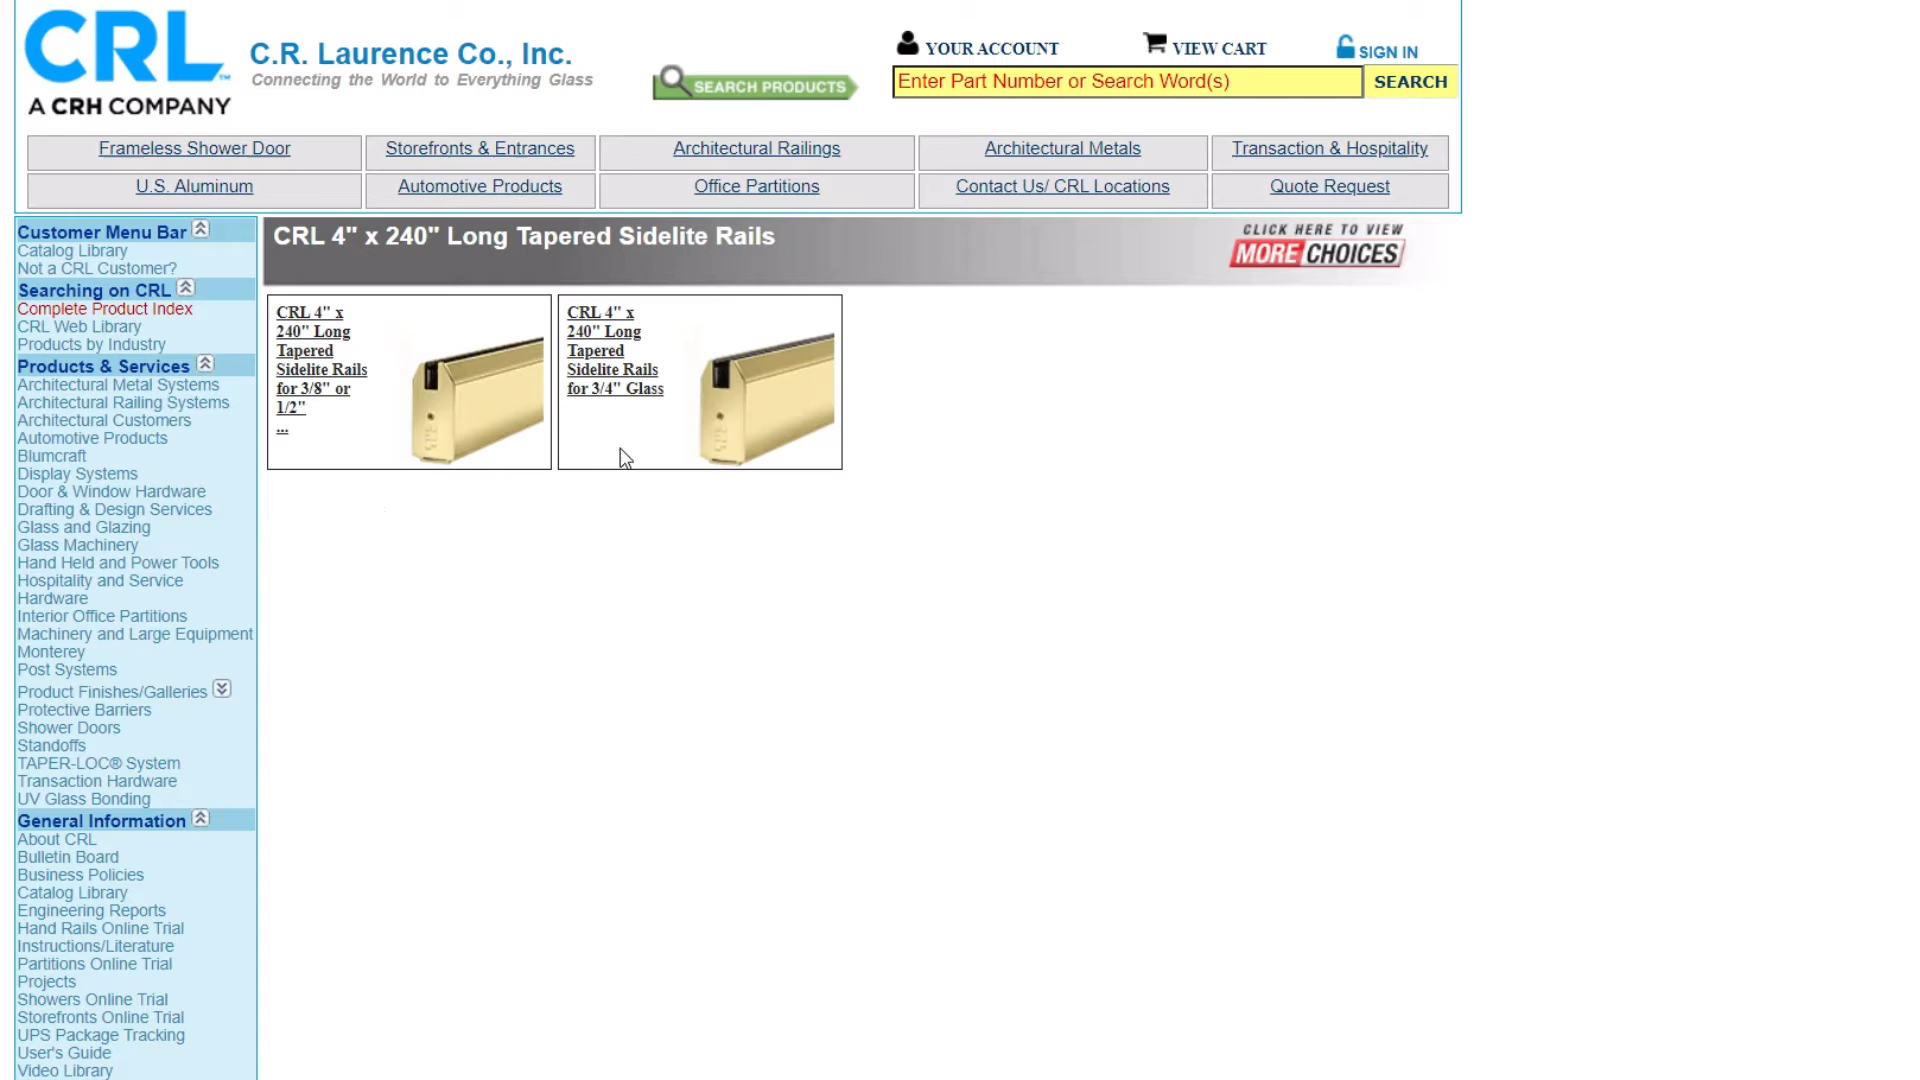 CRL™
A CRH COMPANY
C.R. Laurence Co., Inc.
Connecting the World to Everything Glass
SEARCH PRODUCTS
YOUR ACCOUNT
VIEW CART
SIGN IN
Enter Part Number or Search Word(s)
SEARCH
Frameless Shower Door
Storefronts & Entrances
Architectural Railings
Architectural Metals
Transaction & Hospitality
U.S. Aluminum
Automotive Products
Office Partitions
Contact Us/ CRL Locations
Quote Request
Customer Menu Bar
Catalog Library
Not a CRL Customer?
Searching on CRL
Complete Product Index
CRL Web Library
Products by Industry
Products & Services
Architectural Metal Systems
Architectural Railing Systems
Architectural Customers
Automotive Products
Blumcraft
Display Systems
Door & Window Hardware
Drafting & Design Services
Glass and Glazing
Glass Machinery
Hand Held and Power Tools
Hospitality and Service
Hardware
Interior Office Partitions
Machinery and Large Equipment
Monterey
Post Systems
Product Finishes/Galleries
Protective Barriers
Shower Doors
Standoffs
TAPER-LOC® System
Transaction Hardware
UV Glass Bonding
General Information
About CRL
Bulletin Board
Business Policies
Catalog Library
Engineering Reports
Hand Rails Online Trial
Instructions/Literature
Partitions Online Trial
Projects
Showers Online Trial
Storefronts Online Trial
UPS Package Tracking
User's Guide
Video Library
CRL 4" x 240" Long Tapered Sidelite Rails
CLICK HERE TO VIEW
MORE CHOICES
CRL 4" x
240" Long
Tapered
Sidelite Rails
for 3/8" or
1/2"
...
CRL 4" x
240" Long
Tapered
Sidelite Rails
for 3/4" Glass